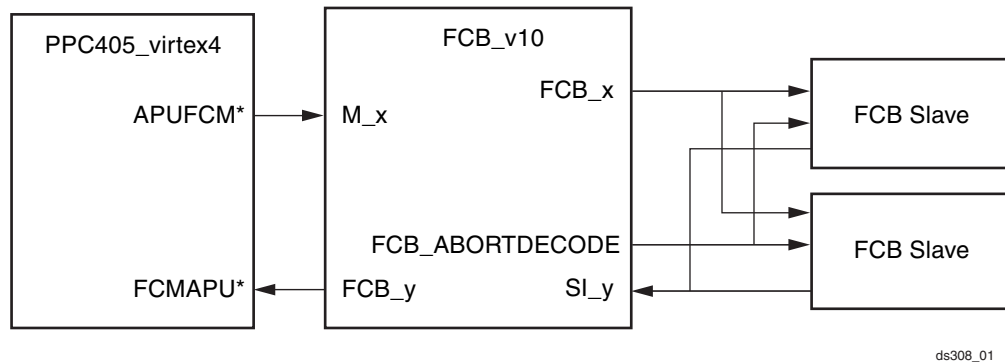 PPC405_virtex4
APUFCM*
FCMAPU*
FCB_v10
M_x
FCB_x
FCB_ABORTDECODE
FCB_y
SI_y
FCB Slave
FCB Slave
ds308_01